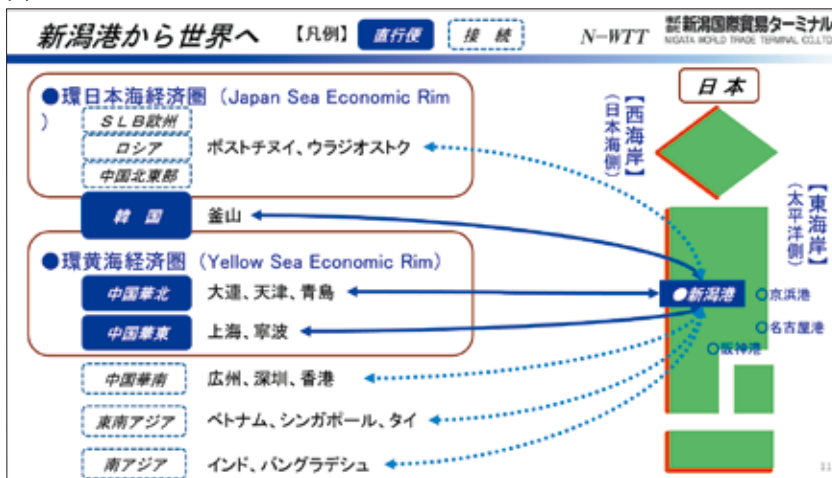 新潟港から世界へ 【凡例】 直行便 接 続 N-WTT 株式会社 新潟国際貿易ターミナル
NIIGATA WORLD TRADE TERMINAL CO.,LTD
日 本
【西海岸】
(日本海側)
【東海岸】
(太平洋側)
●環日本海経済圏 (Japan Sea Economic Rim
)
SLB欧州
ロシア ボストチヌイ、ウラジオストク
中国北東部
韓 国 釜山
●環黄海経済圏 (Yellow Sea Economic Rim)
中国華北 大連、天津、青島
中国華東 上海、寧波
●新潟港
○京浜港
○名古屋港
○阪神港
中国華南 広州、深圳、香港
東南アジア ベトナム、シンガポール、タイ
南アジア インド、バングラデシュ
11